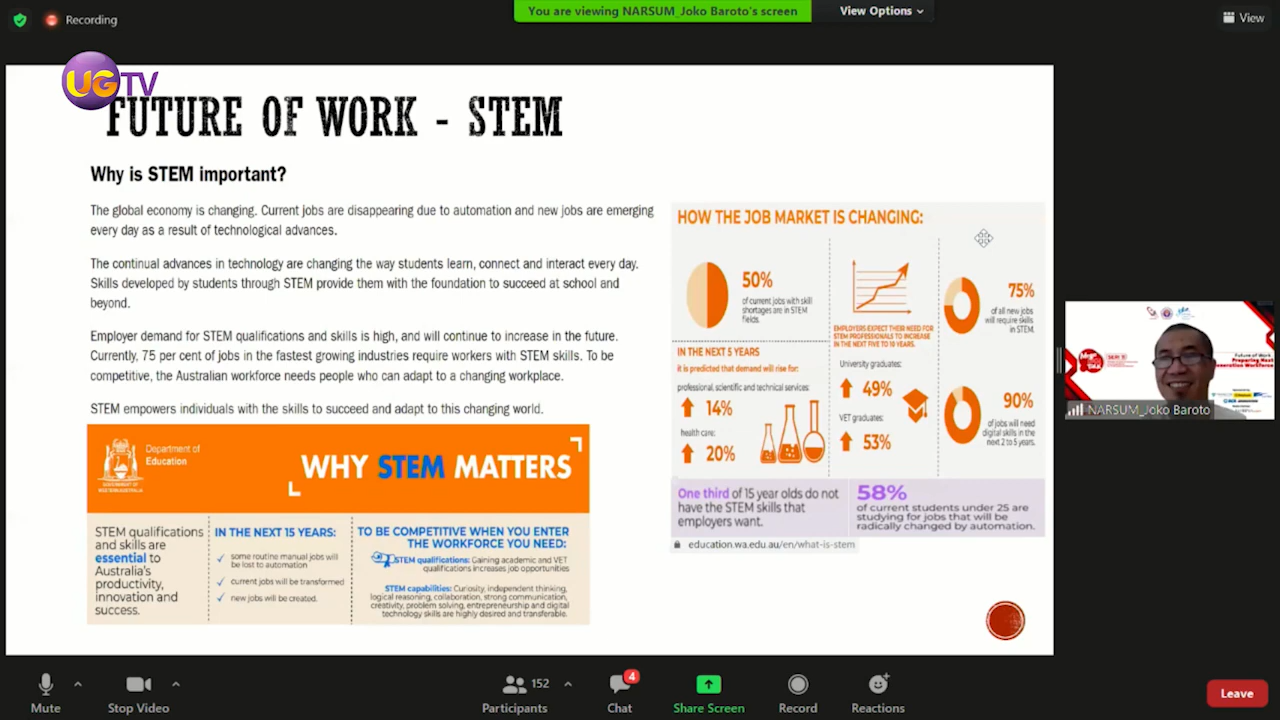 Recording
You are viewing NARSUM_Joko Baroto's screen
View Options
View
UGTV
FUTURE OF WORK - STEM
Why is STEM important?
The global economy is changing. Current jobs are disappearing due to automation and new jobs are emerging
every day as a result of technological advances.
The continual advances in technology are changing the way students learn, connect and interact every day.
Skills developed by students through STEM provide them with the foundation to succeed at school and
beyond.
Employer demand for STEM qualifications and skills is high, and will continue to increase in the future.
Currently, 75 per cent of jobs in the fastest growing industries require workers with STEM skills. To be
competitive, the Australian workforce needs people who can adapt to a changing workplace.
STEM empowers individuals with the skills to succeed and adapt to this changing world.
Department of
Education
GOVERNMENT OF
WESTERN AUSTRALIA
WHY STEM MATTERS
STEM qualifications
and skills are
essential to
Australia's
productivity,
innovation and
success.
IN THE NEXT 15 YEARS:
some routine manual jobs will
be lost to automation
current jobs will be transformed
new jobs will be created.
TO BE COMPETITIVE WHEN YOU ENTER
THE WORKFORCE YOU NEED:
STEM qualifications: Gaining academic and VET
qualifications increases job opportunities
STEM capabilities: Curiosity, independent thinking,
logical reasoning, collaboration, strong communication,
creativity, problem solving, entrepreneurship and digital
technology skills are highly desired and transferable.
HOW THE JOB MARKET IS CHANGING:
50%
of current jobs with skill
shortages are in STEM
fields.
IN THE NEXT 5 YEARS
it is predicted that demand will rise for:
professional, scientific and technical services:
14%
health care:
20%
EMPLOYERS EXPECT THEIR NEED FOR
STEM PROFESSIONALS TO INCREASE
IN THE NEXT FIVE TO 10 YEARS.
University graduates:
49%
VET graduates:
53%
75%
of all new jobs
will require skills
in STEM.
90%
of jobs will need
digital skills in the
next 2 to 5 years.
One third of 15 year olds do not
have the STEM skills that
employers want.
58%
of current students under 25 are
studying for jobs that will be
radically changed by automation.
education.wa.edu.au/en/what-is-stem
Future of Work
Preparing Next
Generation Workforce
NARSUM_Joko Baroto
Mute
Stop Video
152
Participants
4
Chat
Share Screen
Record
Reactions
Leave